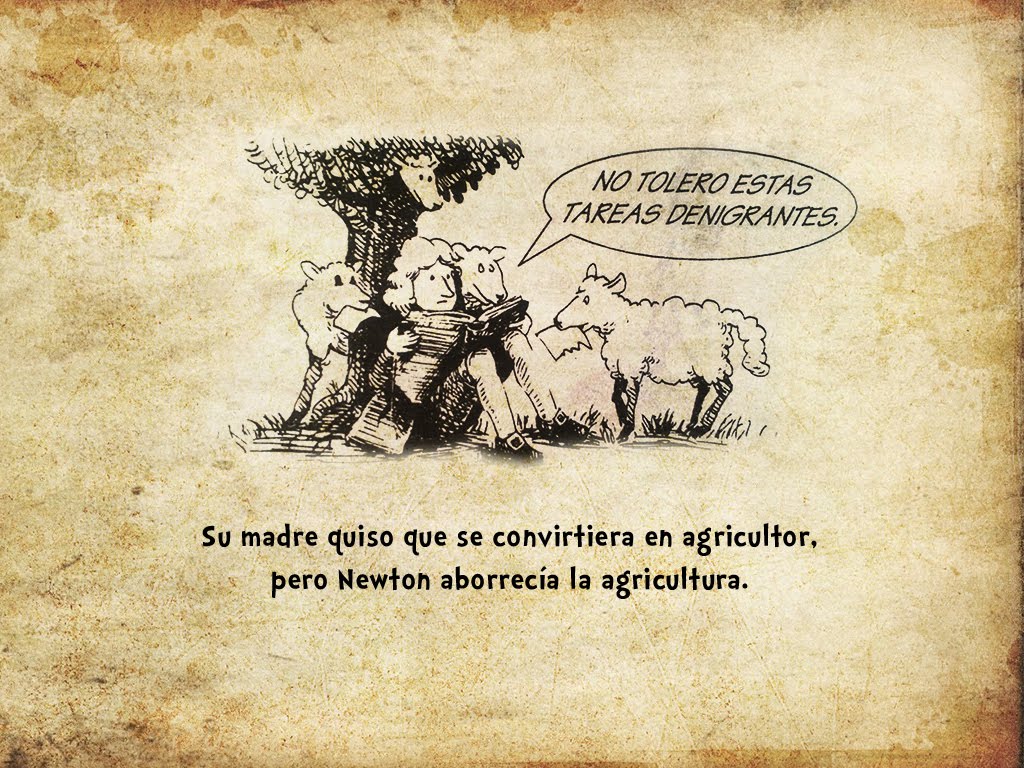 NO TOLERO ESTAS
TAREAS DENIGRANTES.
Su madre quiso que se convirtiera en agricultor,
pero Newton aborrecía la agricultura.